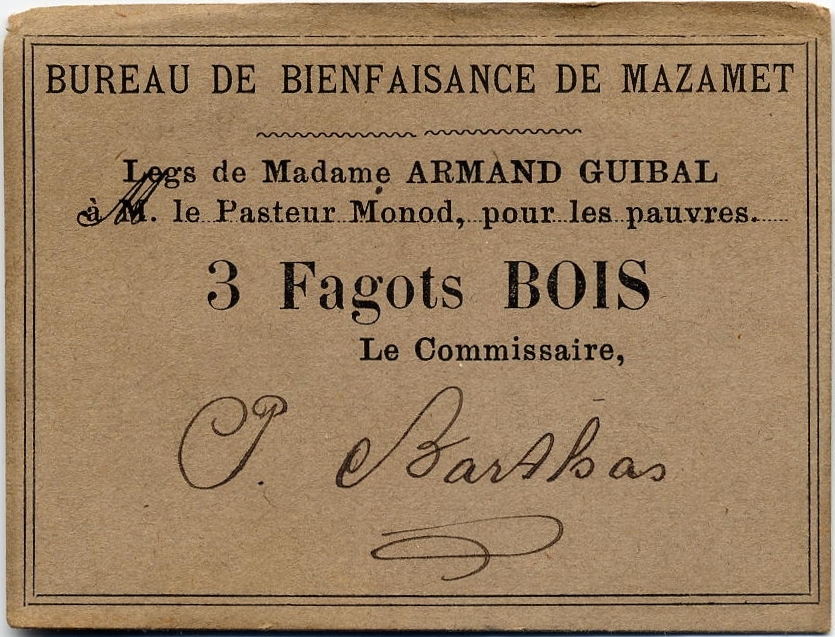 BUREAU DE BIENFAISANCE DE MAZAMET
Legs de Madame ARMAND GUIBAL
à M. le Pasteur Monod, pour les pauvres.
3 Fagots BOIS
Le Commissaire,
P. Barthas